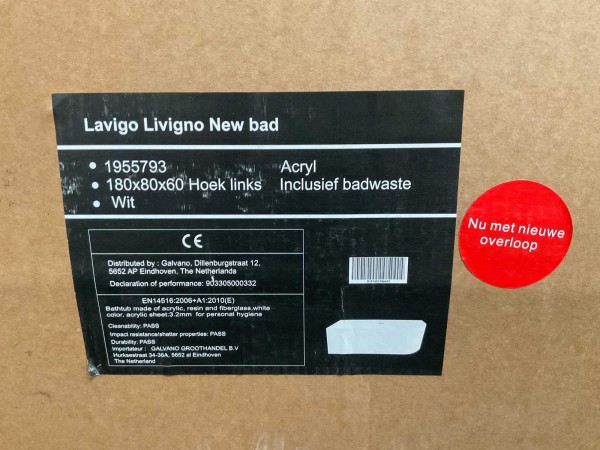 Lavigo Livigno New bad
• 1955793 Acryl
• 180x80x60 Hoek links Inclusief badwaste
• Wit
Nu met nieuwe
overloop
CE
Distributed by : Galvano, Dillenburgstraat 12,
5652 AP Eindhoven, The Netherlands
Declaration of performance: 903305000332
EN14516:2006+A1:2010(E)
Bathtub made of acrylic, resin and fiberglass,white
color, acrylic sheet:3.2mm for personal hygiene
Cleanability: PASS
Impact resistance/shatter properties: PASS
Durability: PASS
Importateur : GALVANO GROOTHANDEL B.V
Hurksestraat 34-36A, 5652 al Eindhoven
The Netherland